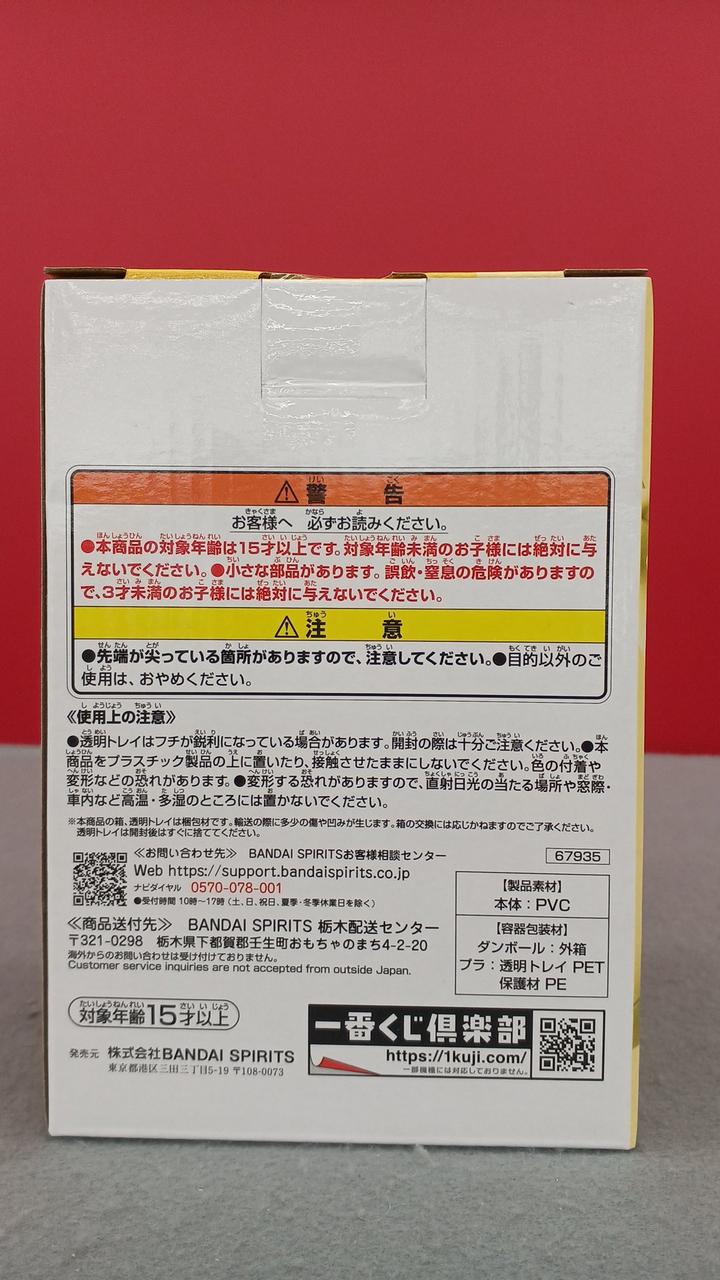 ⚠警告
お客様へ 必ずお読みください。
●本商品の対象年齢は15才以上です。対象年齢未満のお子様には絶対に与
えないでください。●小さな部品があります。誤飲・窒息の危険がありますの
で、3才未満のお子様には絶対に与えないでください。
⚠注意
●先端が尖っている箇所がありますので、注意してください。●目的以外のご
使用は、おやめください。
《使用上の注意》
●透明トレイはフチが鋭利になっている場合があります。開封の際は十分ご注意ください。●本
商品をプラスチック製品の上に置いたり、接触させたままにしないでください。色の付着や
変形などの恐れがあります。●変形する恐れがありますので、直射日光の当たる場所や窓際・
車内など高温・多湿のところには置かないでください。
※本商品の箱、透明トレイは梱包材です。輸送の際に多少の傷や凹みが生じます。箱の交換には応じかねますのでご了承ください。
透明トレイは開封後はすぐに捨ててください。
≪お問い合わせ先≫ BANDAI SPIRITSお客様相談センター
Web https://support.bandaispirits.co.jp
ナビダイヤル 0570-078-001
●受付時間 10時〜17時(土、日、祝日、夏季・冬季休業日を除く)
≪商品送付先≫ BANDAI SPIRITS 栃木配送センター
〒321-0298 栃木県下都賀郡壬生町おもちゃのまち4-2-20
海外からのお問い合わせは受け付けておりません。
Customer service inquiries are not accepted from outside Japan.
67935
【製品素材】
本体:PVC
【容器包装材】
ダンボール:外箱
プラ:透明トレイ PET
保護材 PE
対象年齢15才以上
発売元 株式会社BANDAI SPIRITS
東京都港区三田三丁目5-19 〒108-0073
一番くじ倶楽部
https://1kuji.com/
一部機種には対応しておりません。